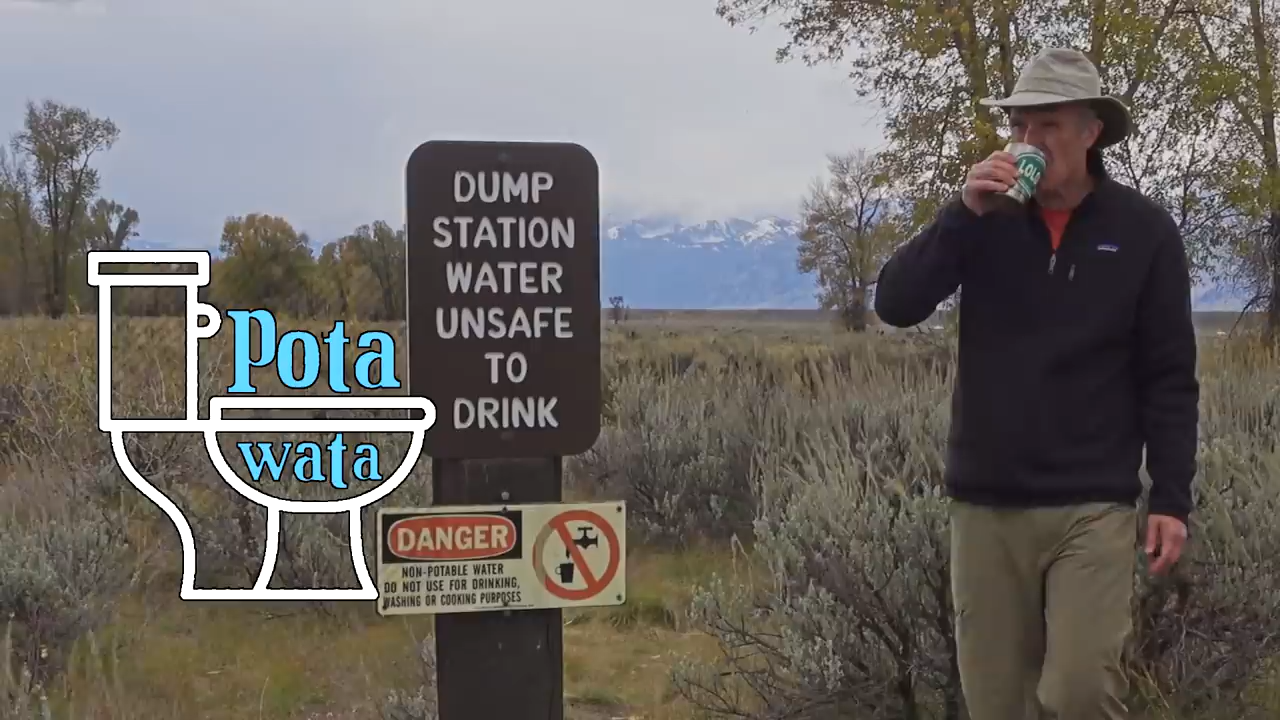 DUMP
STATION
WATER
UNSAFE
TO
DRINK
Pota
wata
DANGER
NON-POTABLE WATER
DO NOT USE FOR DRINKING,
WASHING OR COOKING PURPOSES
LOL